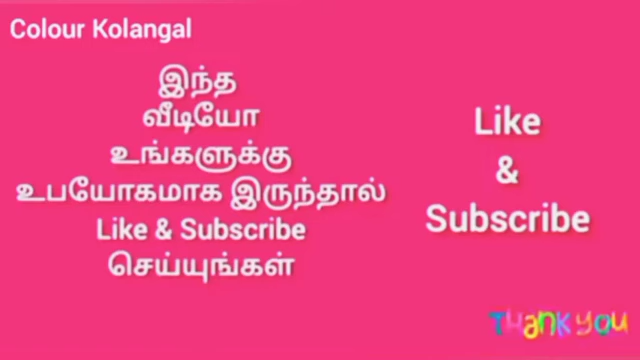 Colour Kolangal
இந்த
வீடியோ
உங்களுக்கு
உபயோகமாக இருந்தால்
Like & Subscribe
செய்யுங்கள்
Like
&
Subscribe
THANK YOU